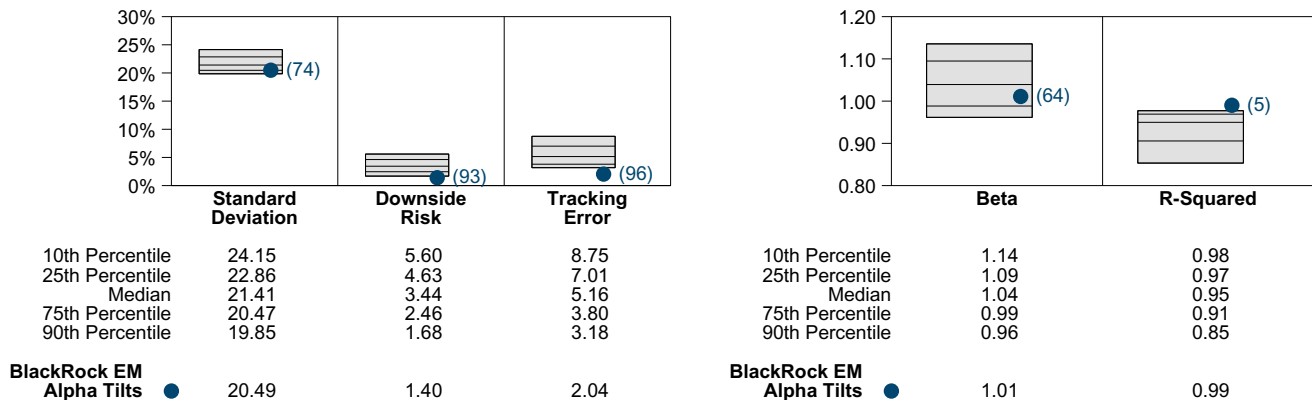 30%
25%
20%
15%
10%
5%
0%
(74)
(93)
(96)
Standard Deviation
Downside Risk
Tracking Error
10th Percentile 24.15 5.60 8.75
25th Percentile 22.86 4.63 7.01
Median 21.41 3.44 5.16
75th Percentile 20.47 2.46 3.80
90th Percentile 19.85 1.68 3.18
BlackRock EM
Alpha Tilts 20.49 1.40 2.04
1.20
1.10
1.00
0.90
0.80
(64)
(5)
Beta R-Squared
10th Percentile 1.14 0.98
25th Percentile 1.09 0.97
Median 1.04 0.95
75th Percentile 0.99 0.91
90th Percentile 0.96 0.85
BlackRock EM
Alpha Tilts 1.01 0.99